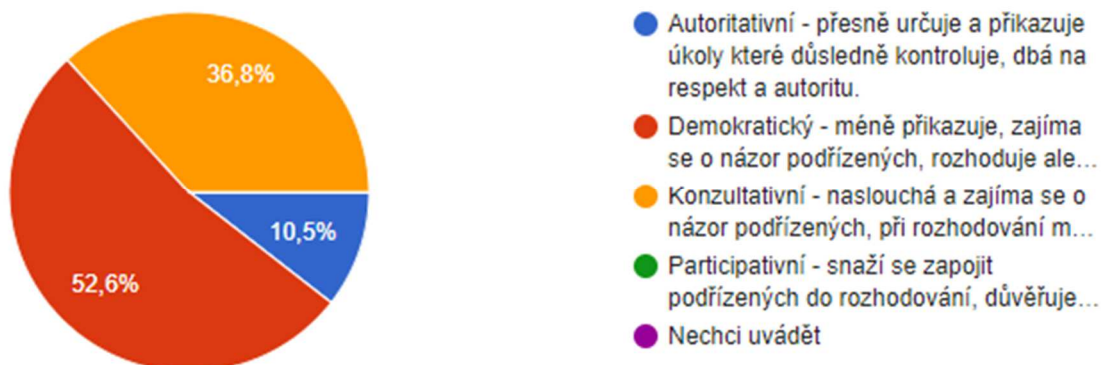 36,8%
10,5%
52,6%
Autoritativní - přesně určuje a přikazuje
úkoly které důsledně kontroluje, dbá na
respekt a autoritu.
Demokratický - méně přikazuje, zajíma
se o názor podřízených, rozhoduje ale...
Konzultativní - naslouchá a zajíma se o
názor podřízených, při rozhodování m...
Participativní - snaží se zapojit
podřízených do rozhodování, důvěřuje...
Nechci uvádět